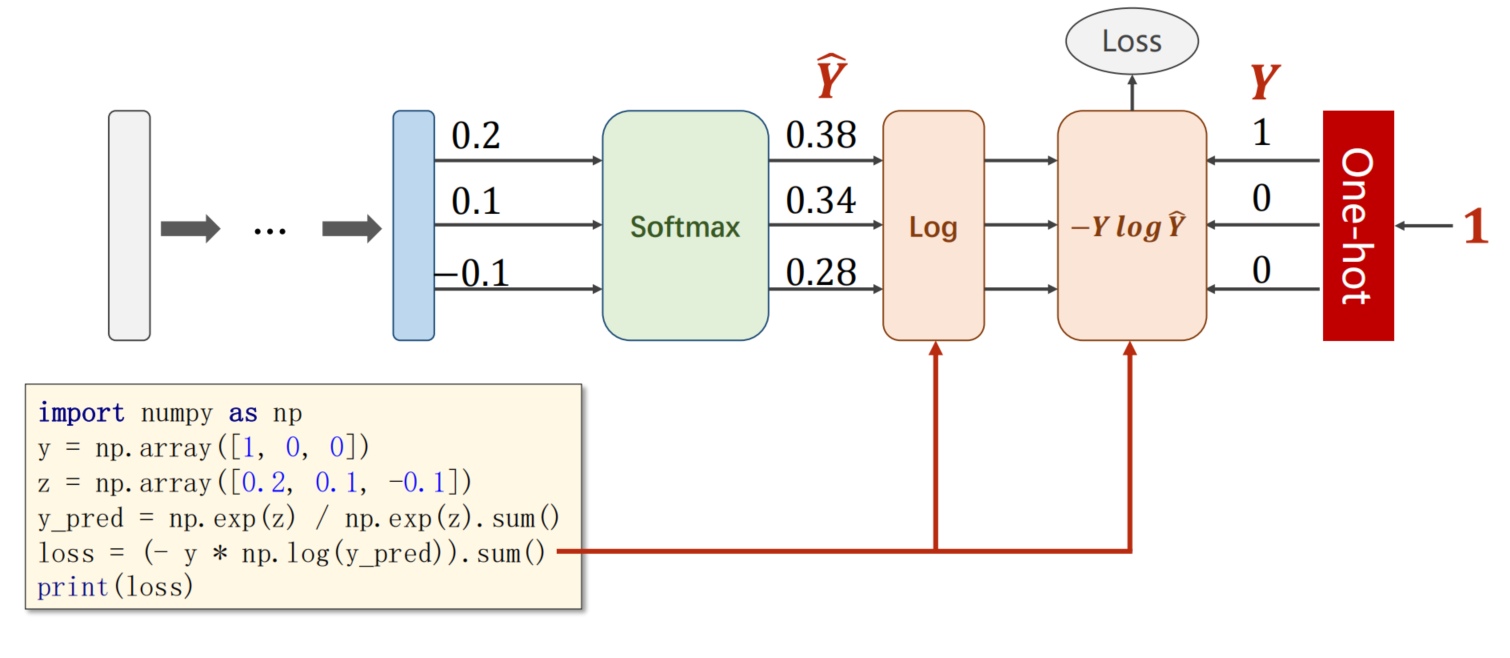 Loss
Ŷ
Y
0.2
0.38
1
0.1
Softmax
0.34
Log
−Y log Ŷ
0
One-hot
1
−0.1
0.28
0
...
import numpy as np
y = np.array([1, 0, 0])
z = np.array([0.2, 0.1, -0.1])
y_pred = np.exp(z) / np.exp(z).sum()
loss = (- y * np.log(y_pred)).sum()
print(loss)